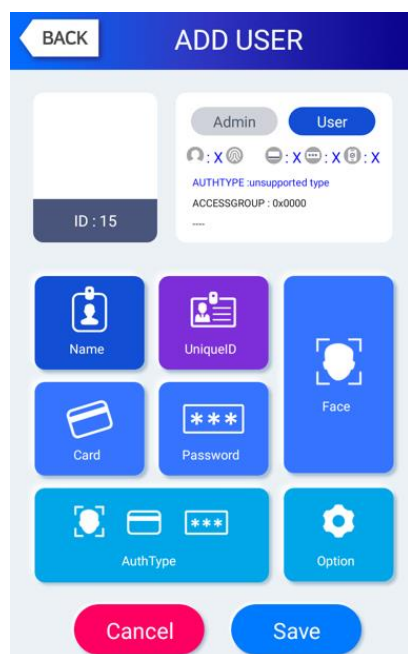 BACK
ADD USER
Admin
User
: X : X : X : X
AUTHTYPE :unsupported type
ACCESSGROUP : 0x0000
----
ID : 15
Name
UniqueID
Face
Card
***
Password
***
AuthType
Option
Cancel
Save